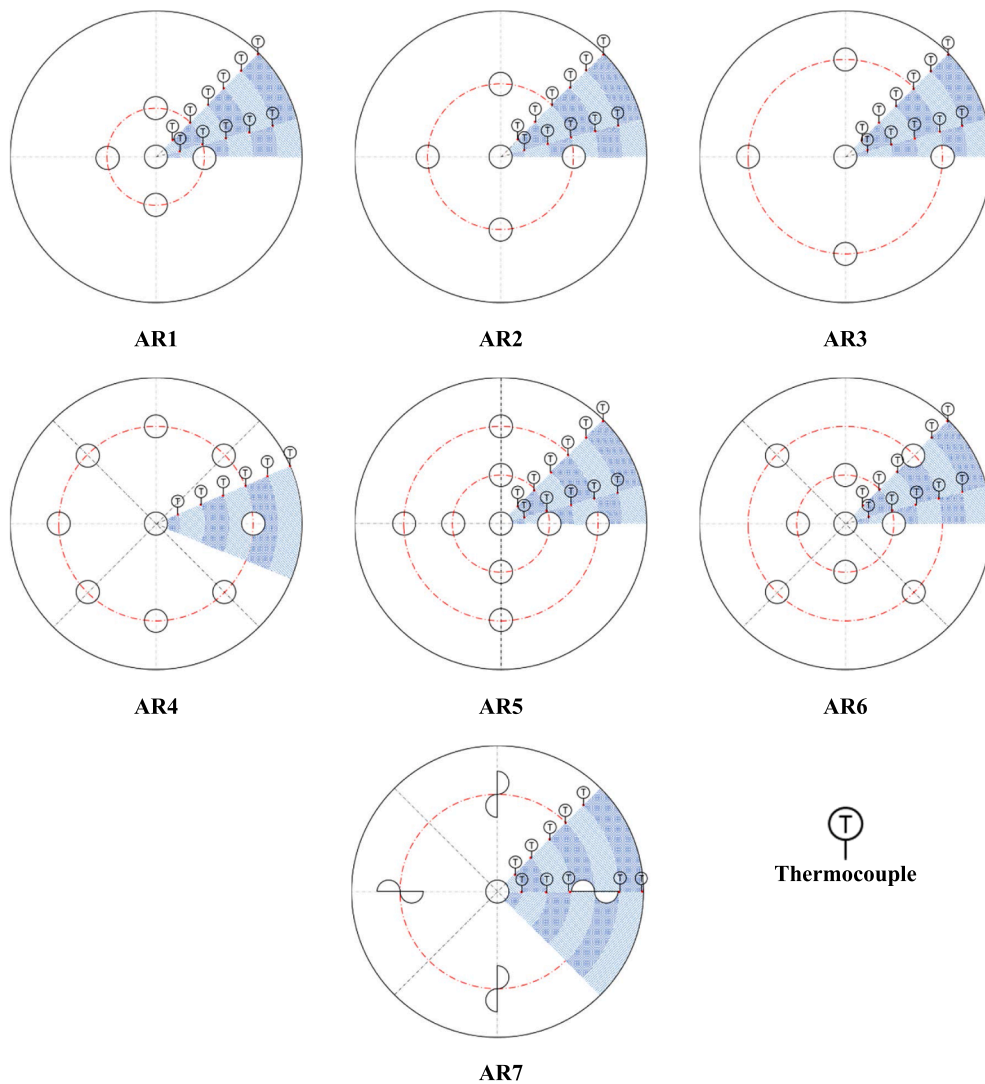 T T T T T T T T T T T
AR1
T T T T T T T T T T T
AR2
T T T T T T T T T T T
AR3
T T T T T T
AR4
T T T T T T T T T T T
AR5
T T T T T T T T T T T
AR6
T T T T T T T T T T
AR7
T
Thermocouple